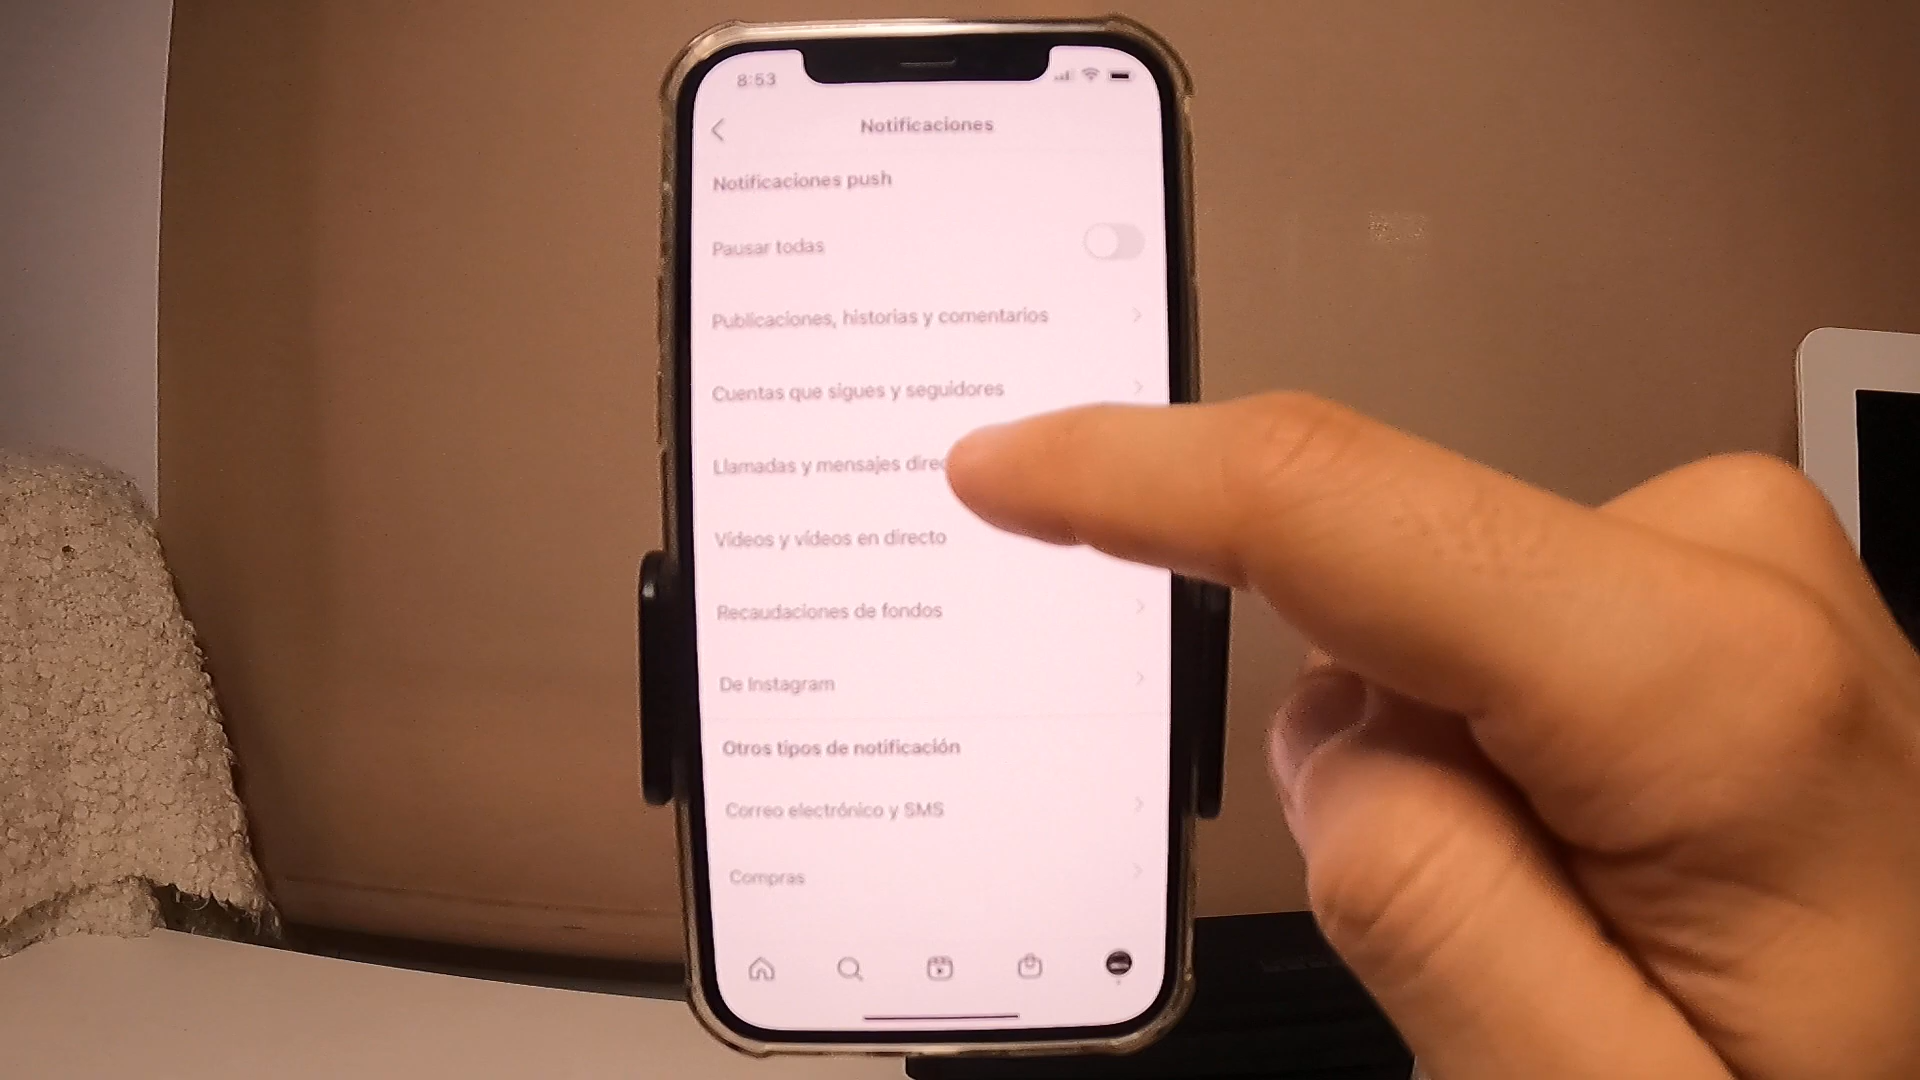 8:53
Notificaciones
Notificaciones push
Pausar todas
Publicaciones, historias y comentarios
Cuentas que sigues y seguidores
Llamadas y mensajes direc
Vídeos y vídeos en directo
Recaudaciones de fondos
De Instagram
Otros tipos de notificación
Correo electrónico y SMS
Compras